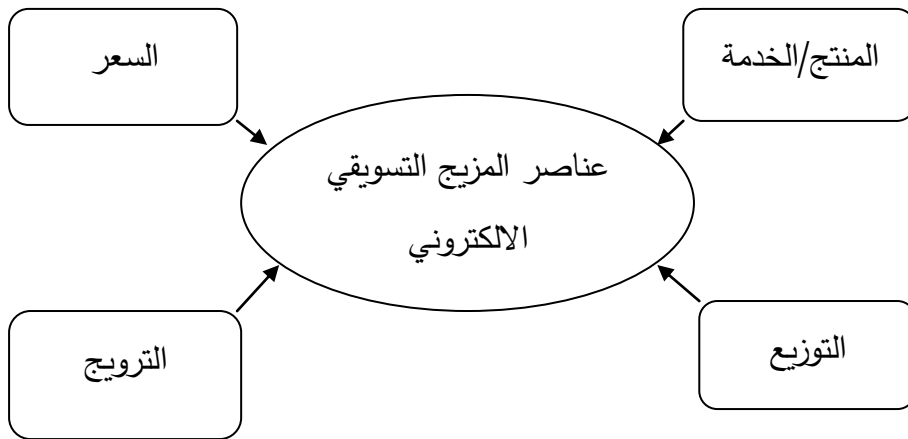 المنتج/الخدمة
السعر
عناصر المزيج التسويقي
الالكتروني
التوزيع
الترويج